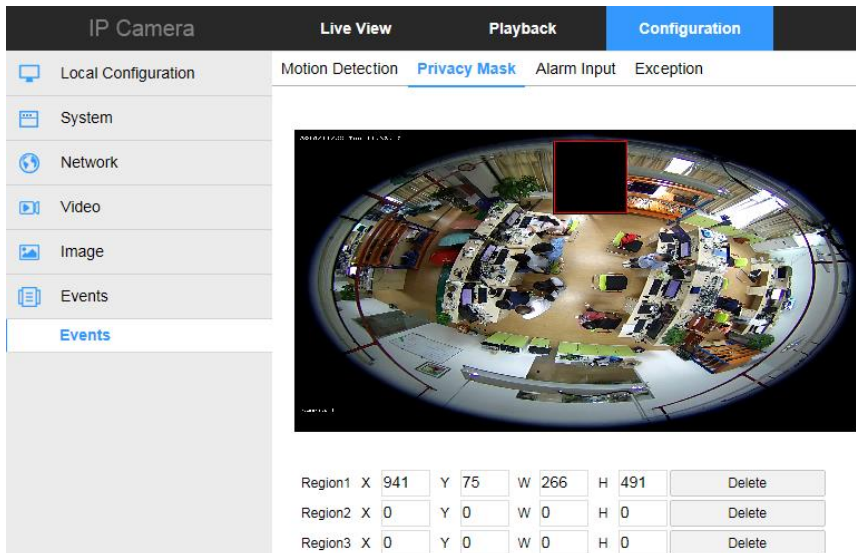 IP Camera Live View Playback Configuration
Local Configuration
System
Network
Video
Image
Events
Events
Motion Detection Privacy Mask Alarm Input Exception
Region1 X 941 Y 75 W 266 H 491 Delete
Region2 X 0 Y 0 W 0 H 0 Delete
Region3 X 0 Y 0 W 0 H 0 Delete